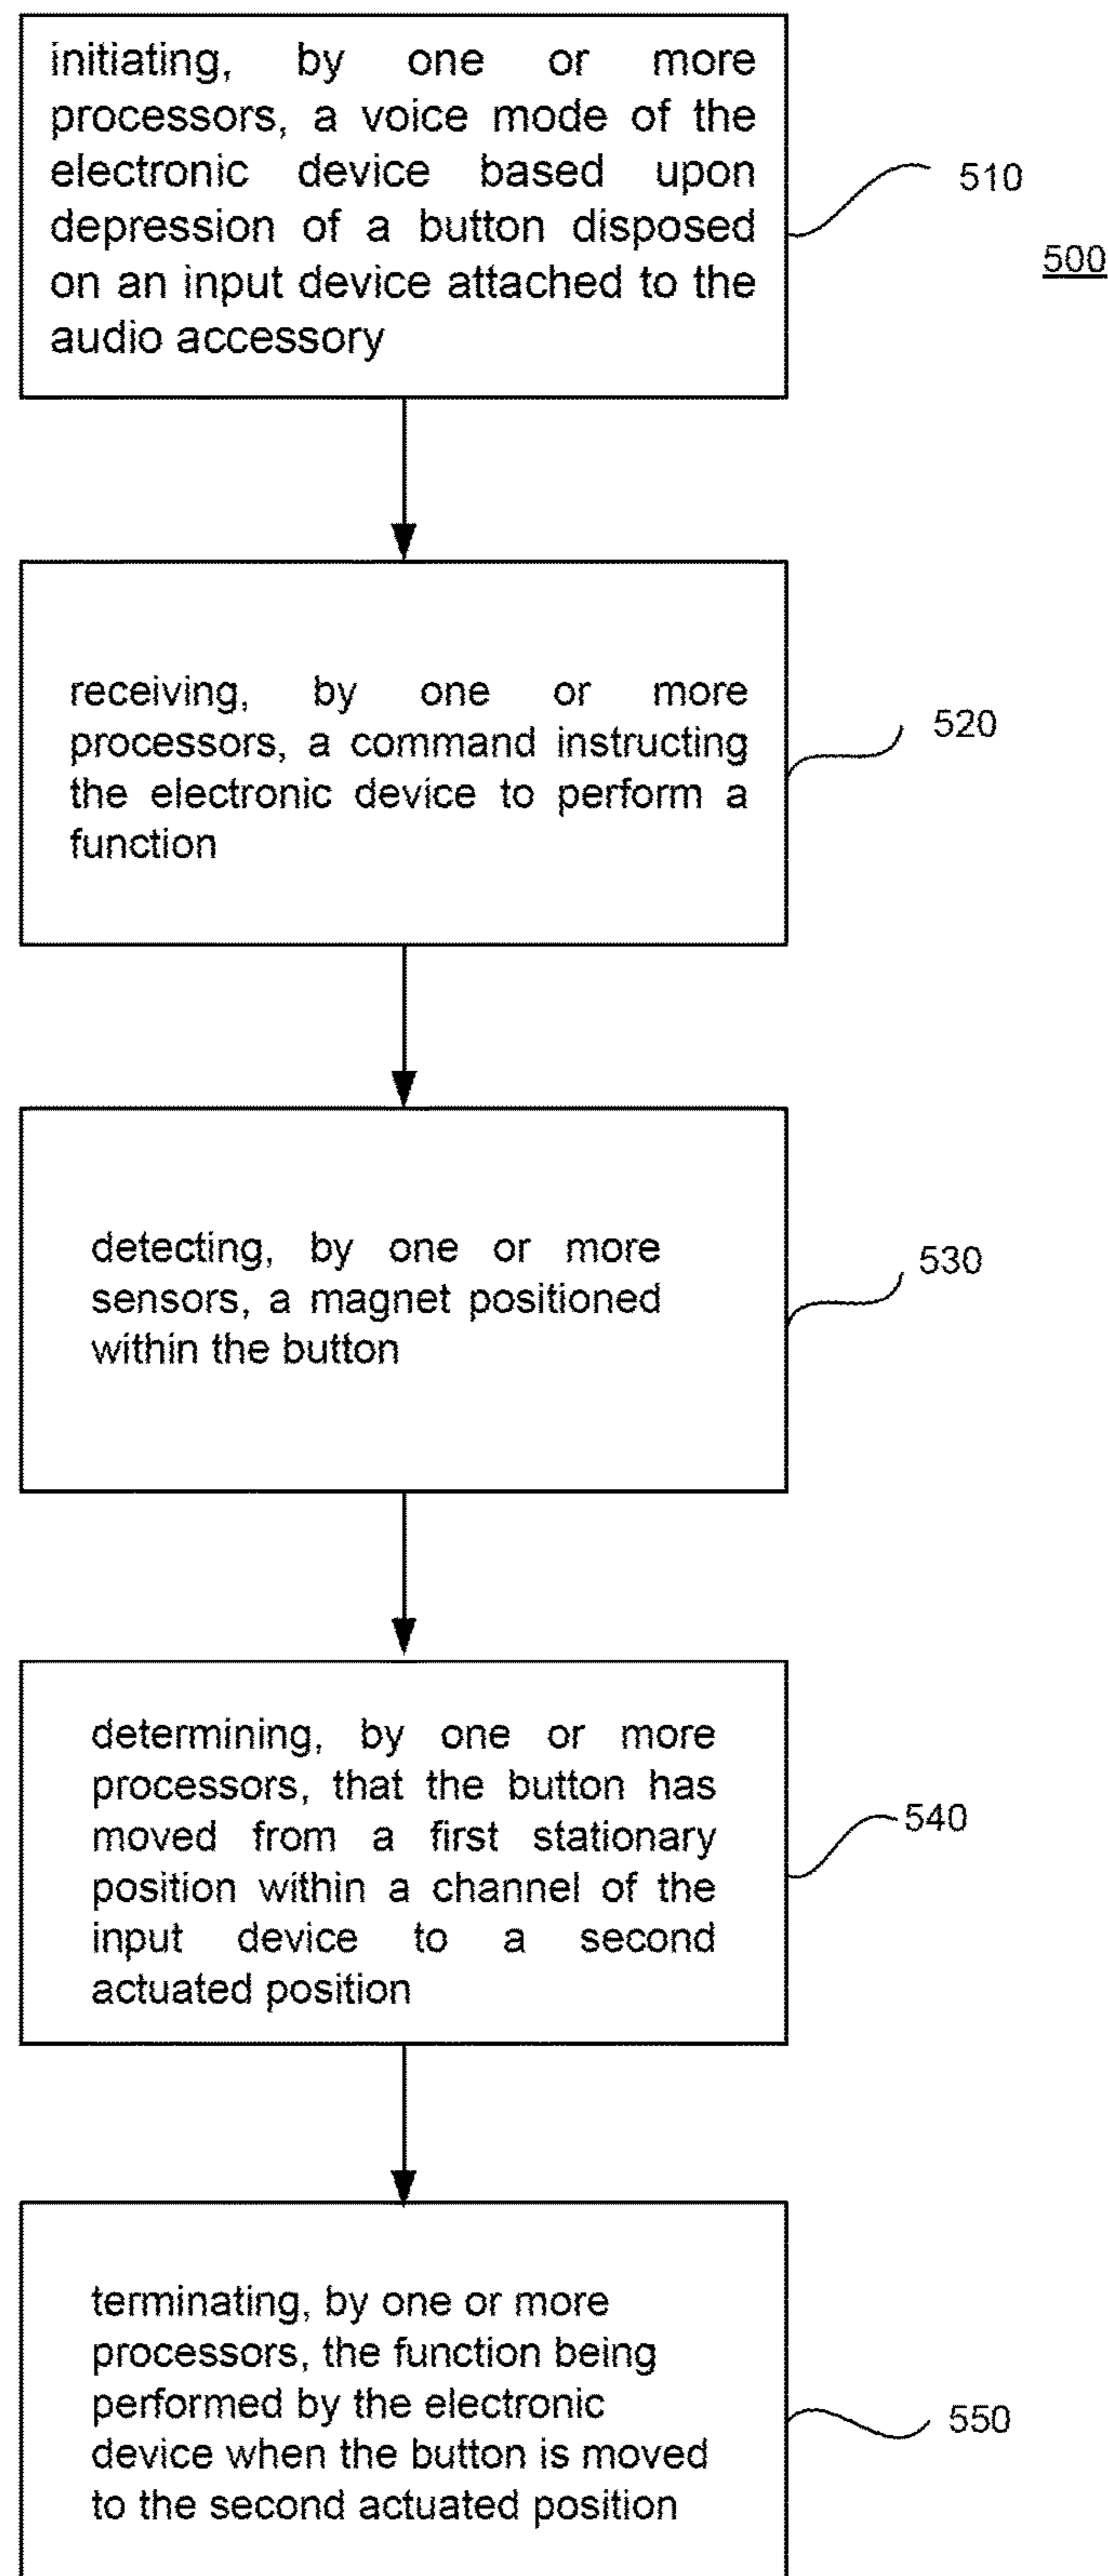 initiating, by one or more
processors, a voice mode of the
electronic device based upon
depression of a button disposed
on an input device attached to the
audio accessory
510
500
receiving, by one or more
processors, a command instructing
the electronic device to perform a
function
520
detecting, by one or more
sensors, a magnet positioned
within the button
530
determining, by one or more
processors, that the button has
moved from a first stationary
position within a channel of the
input device to a second
actuated position
540
terminating, by one or more
processors, the function being
performed by the electronic
device when the button is moved
to the second actuated position
550